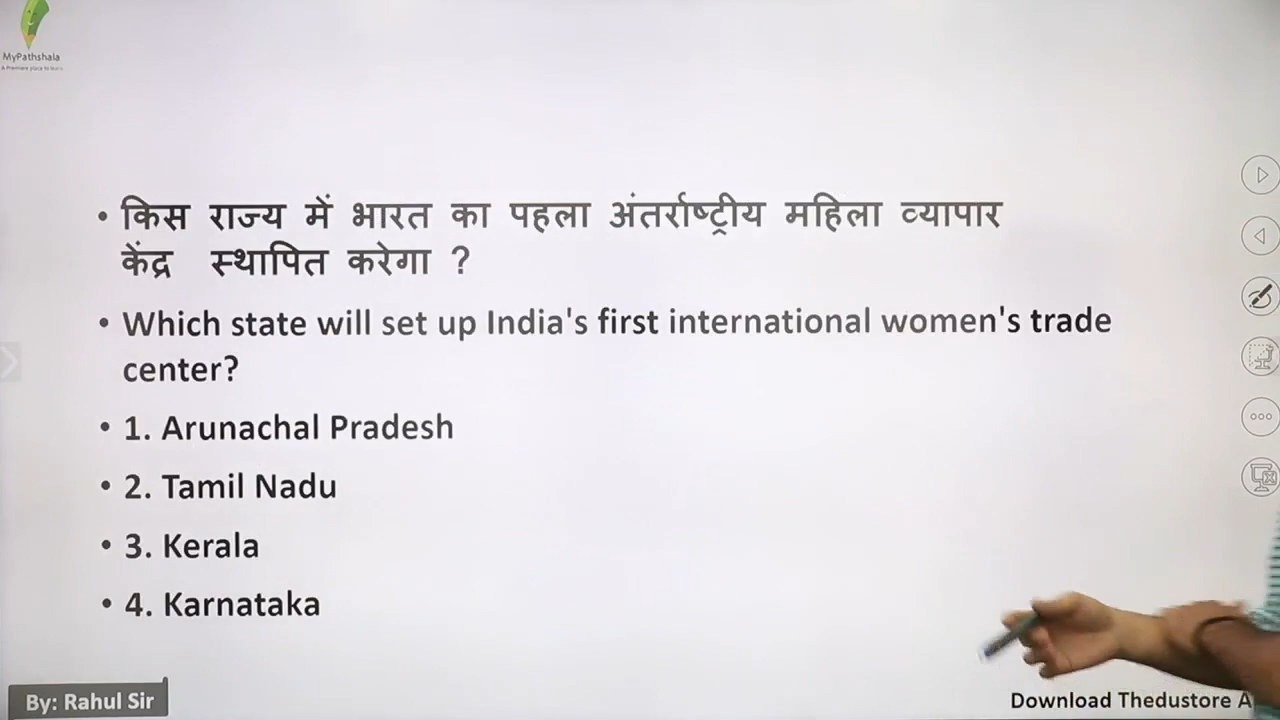 MyPathshala
A Premiere place to learn
• किस राज्य में भारत का पहला अंतर्राष्ट्रीय महिला व्यापार
केंद्र स्थापित करेगा ?
• Which state will set up India's first international women's trade
center?
• 1. Arunachal Pradesh
• 2. Tamil Nadu
• 3. Kerala
• 4. Karnataka
By: Rahul Sir
Download Thedustore A